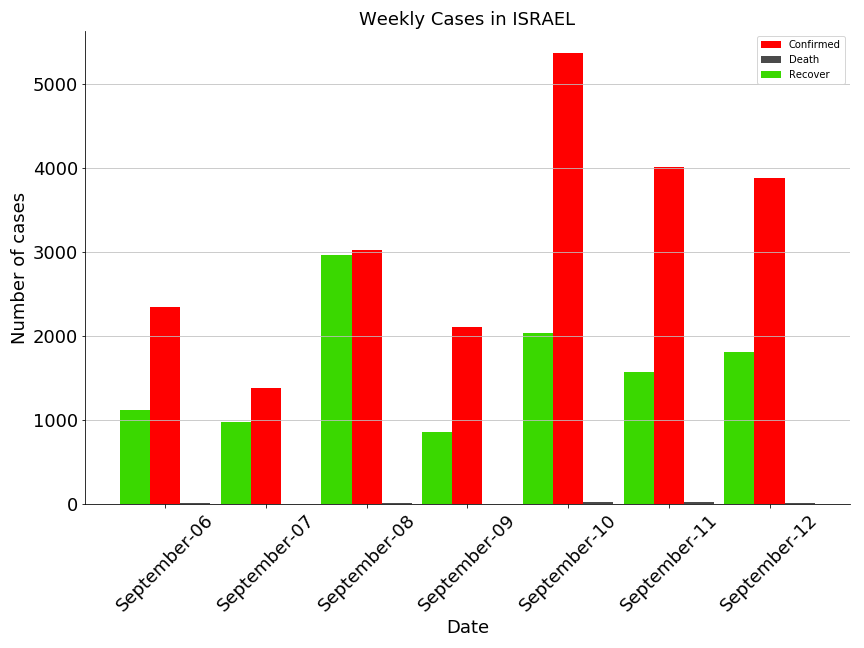 Weekly Cases in ISRAEL
Confirmed
Death
Recover
Number of cases
5000
4000
3000
2000
1000
0
September-06
September-07
September-08
September-09
September-10
September-11
September-12
Date